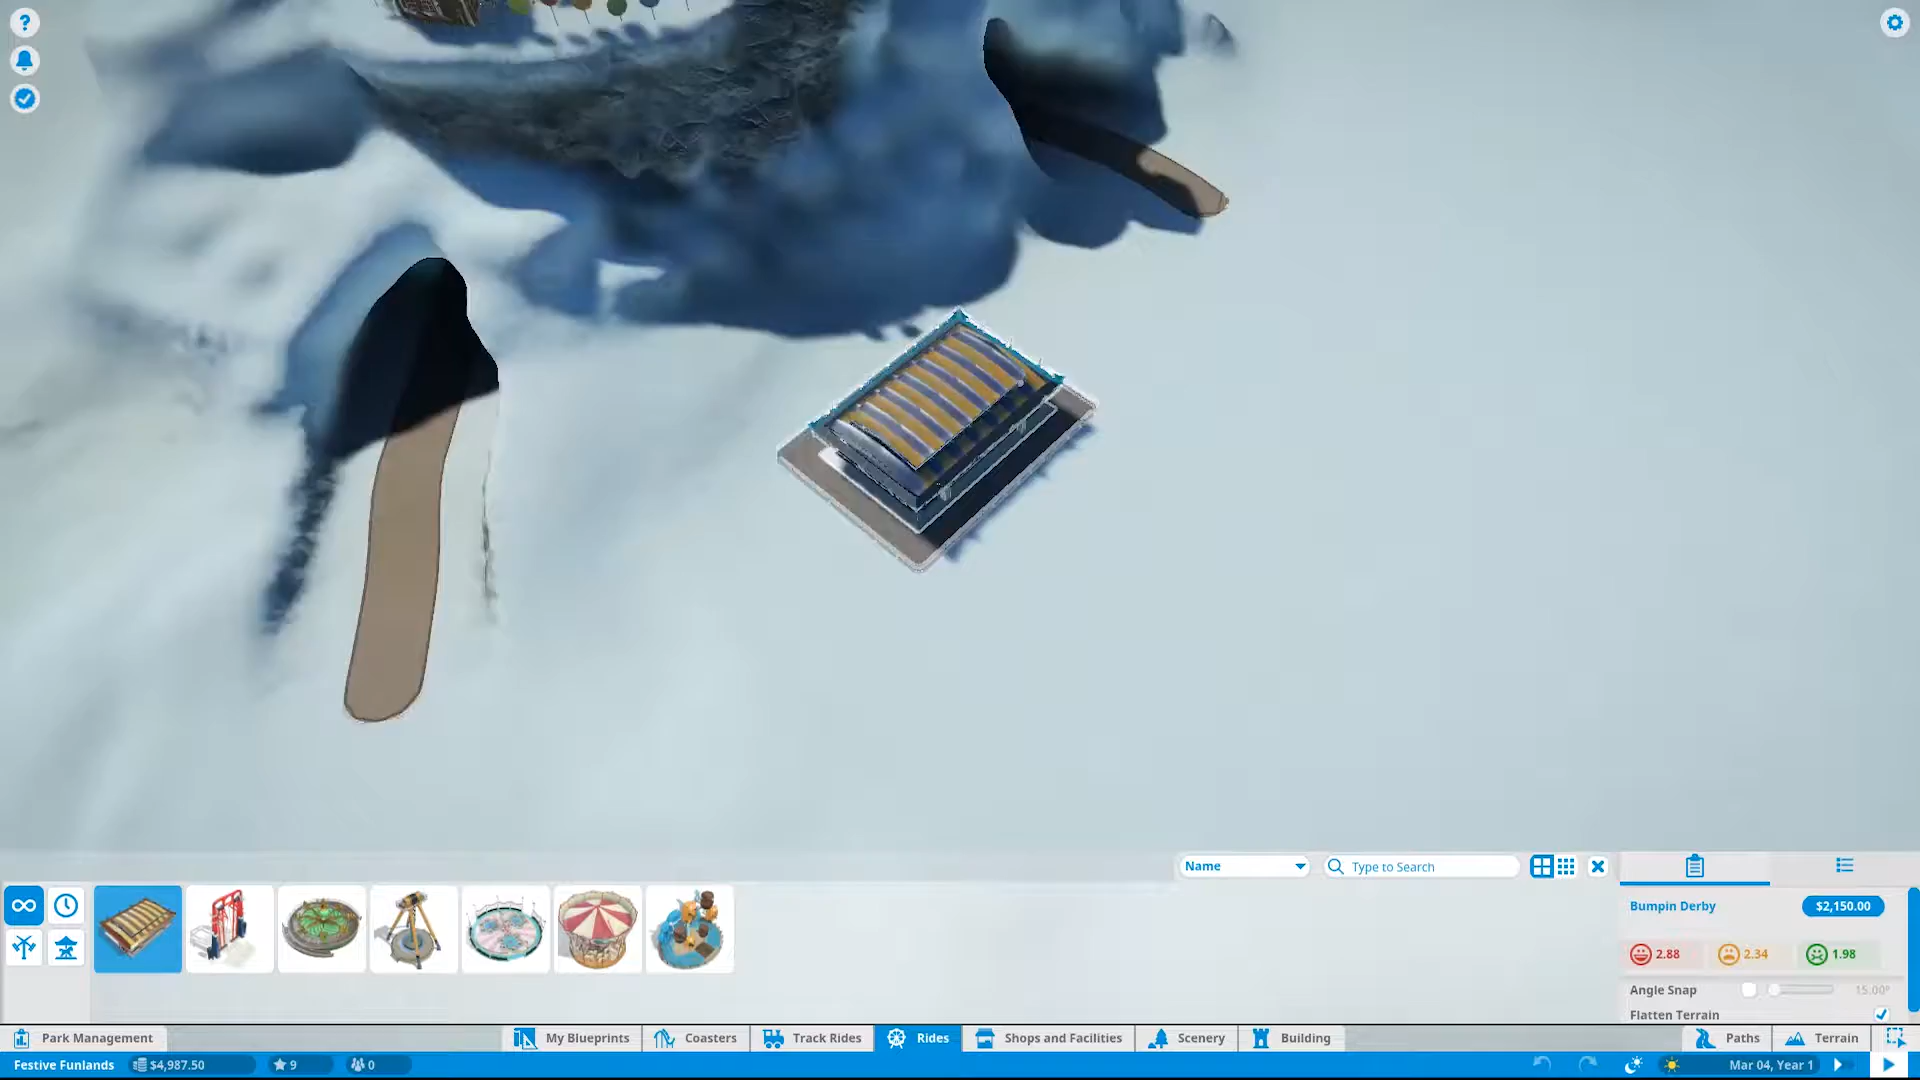 ?
Name
Type to Search
Bumpin Derby
$2,150.00
2.88
2.34
1.98
Angle Snap
15.00°
Flatten Terrain
Park Management
My Blueprints
Coasters
Track Rides
Rides
Shops and Facilities
Scenery
Building
Paths
Terrain
Festive Funlands
$4,987.50
9
0
Mar 04, Year 1